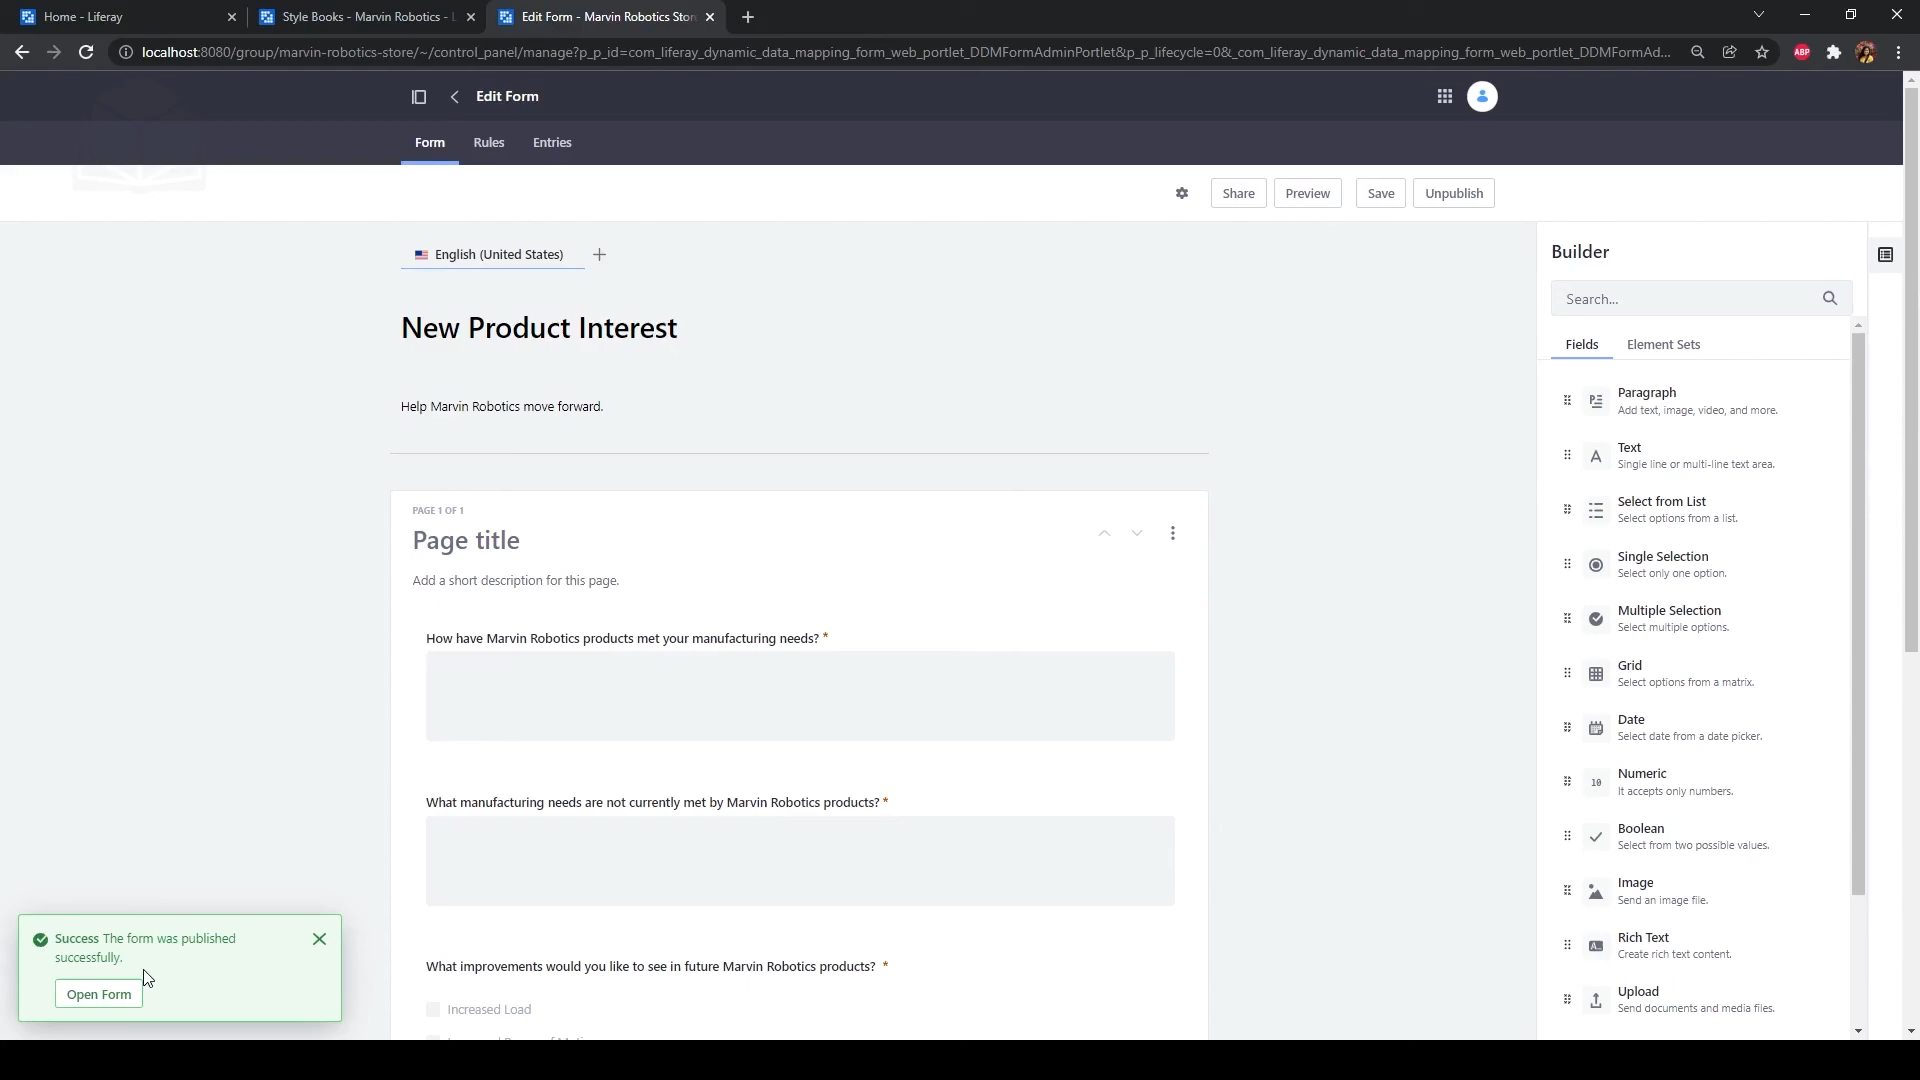 Home - Liferay
Style Books - Marvin Robotics - L
Edit Form - Marvin Robotics Stor
localhost:8080/group/marvin-robotics-store/~/control_panel/manage?p_p_id=com_liferay_dynamic_data_mapping_form_web_portlet_DDMFormAdminPortlet&p_p_lifecycle=0&_com_liferay_dynamic_data_mapping_form_web_portlet_DDMFormAd...
ABP
Edit Form
Form
Rules
Entries
Share
Preview
Save
Unpublish
English (United States)
New Product Interest
Help Marvin Robotics move forward.
PAGE 1 OF 1
Page title
Add a short description for this page.
How have Marvin Robotics products met your manufacturing needs? *
What manufacturing needs are not currently met by Marvin Robotics products? *
What improvements would you like to see in future Marvin Robotics products? *
Increased Load
Success The form was published
successfully.
Open Form
Builder
Search...
Fields
Element Sets
Paragraph
Add text, image, video, and more.
Text
Single line or multi-line text area.
Select from List
Select options from a list.
Single Selection
Select only one option.
Multiple Selection
Select multiple options.
Grid
Select options from a matrix.
Date
Select date from a date picker.
10
Numeric
It accepts only numbers.
Boolean
Select from two possible values.
Image
Send an image file.
Rich Text
Create rich text content.
Upload
Send documents and media files.